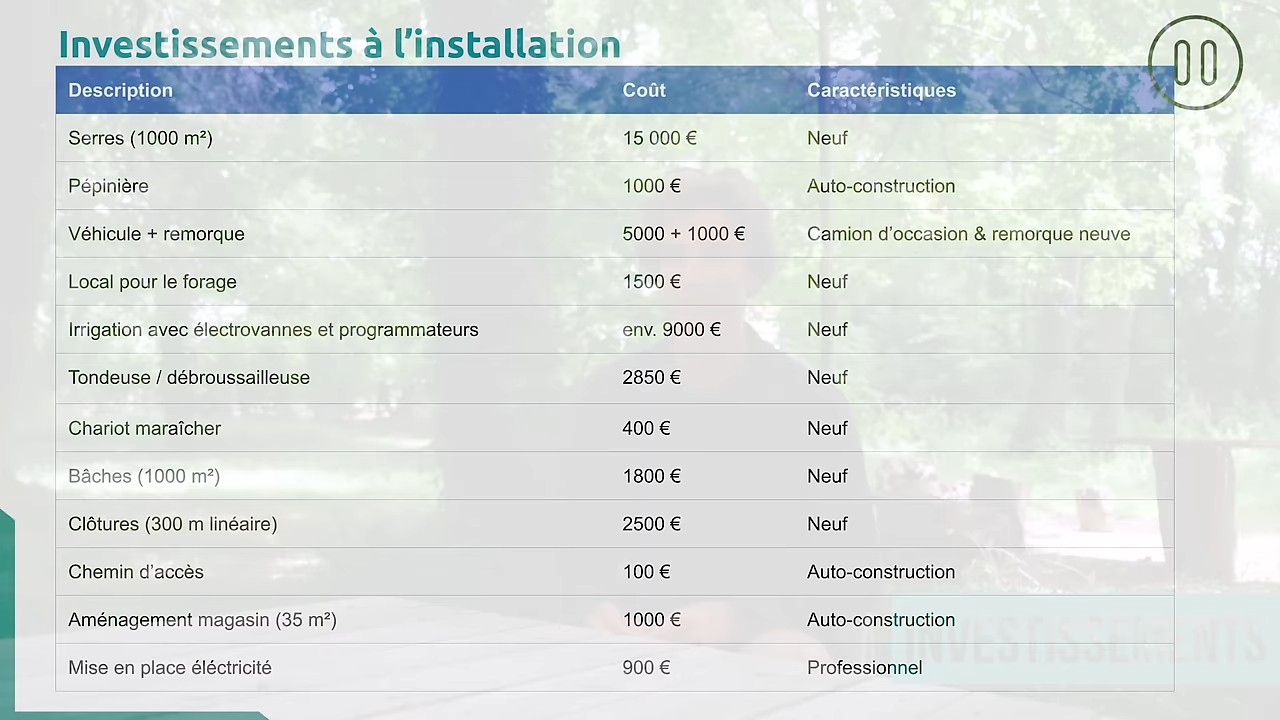 Investissements à l'installation
Description Coût Caractéristiques
Serres (1000 m²) 15 000 € Neuf
Pépinière 1000 € Auto-construction
Véhicule + remorque 5000 + 1000 € Camion d'occasion & remorque neuve
Local pour le forage 1500 € Neuf
Irrigation avec électrovannes et programmateurs env. 9000 € Neuf
Tondeuse / débroussailleuse 2850 € Neuf
Chariot maraîcher 400 € Neuf
Bâches (1000 m²) 1800 € Neuf
Clôtures (300 m linéaire) 2500 € Neuf
Chemin d'accès 100 € Auto-construction
Aménagement magasin (35 m²) 1000 € Auto-construction
INVESTISSEMENTS
Mise en place éléctricité 900 € Professionnel